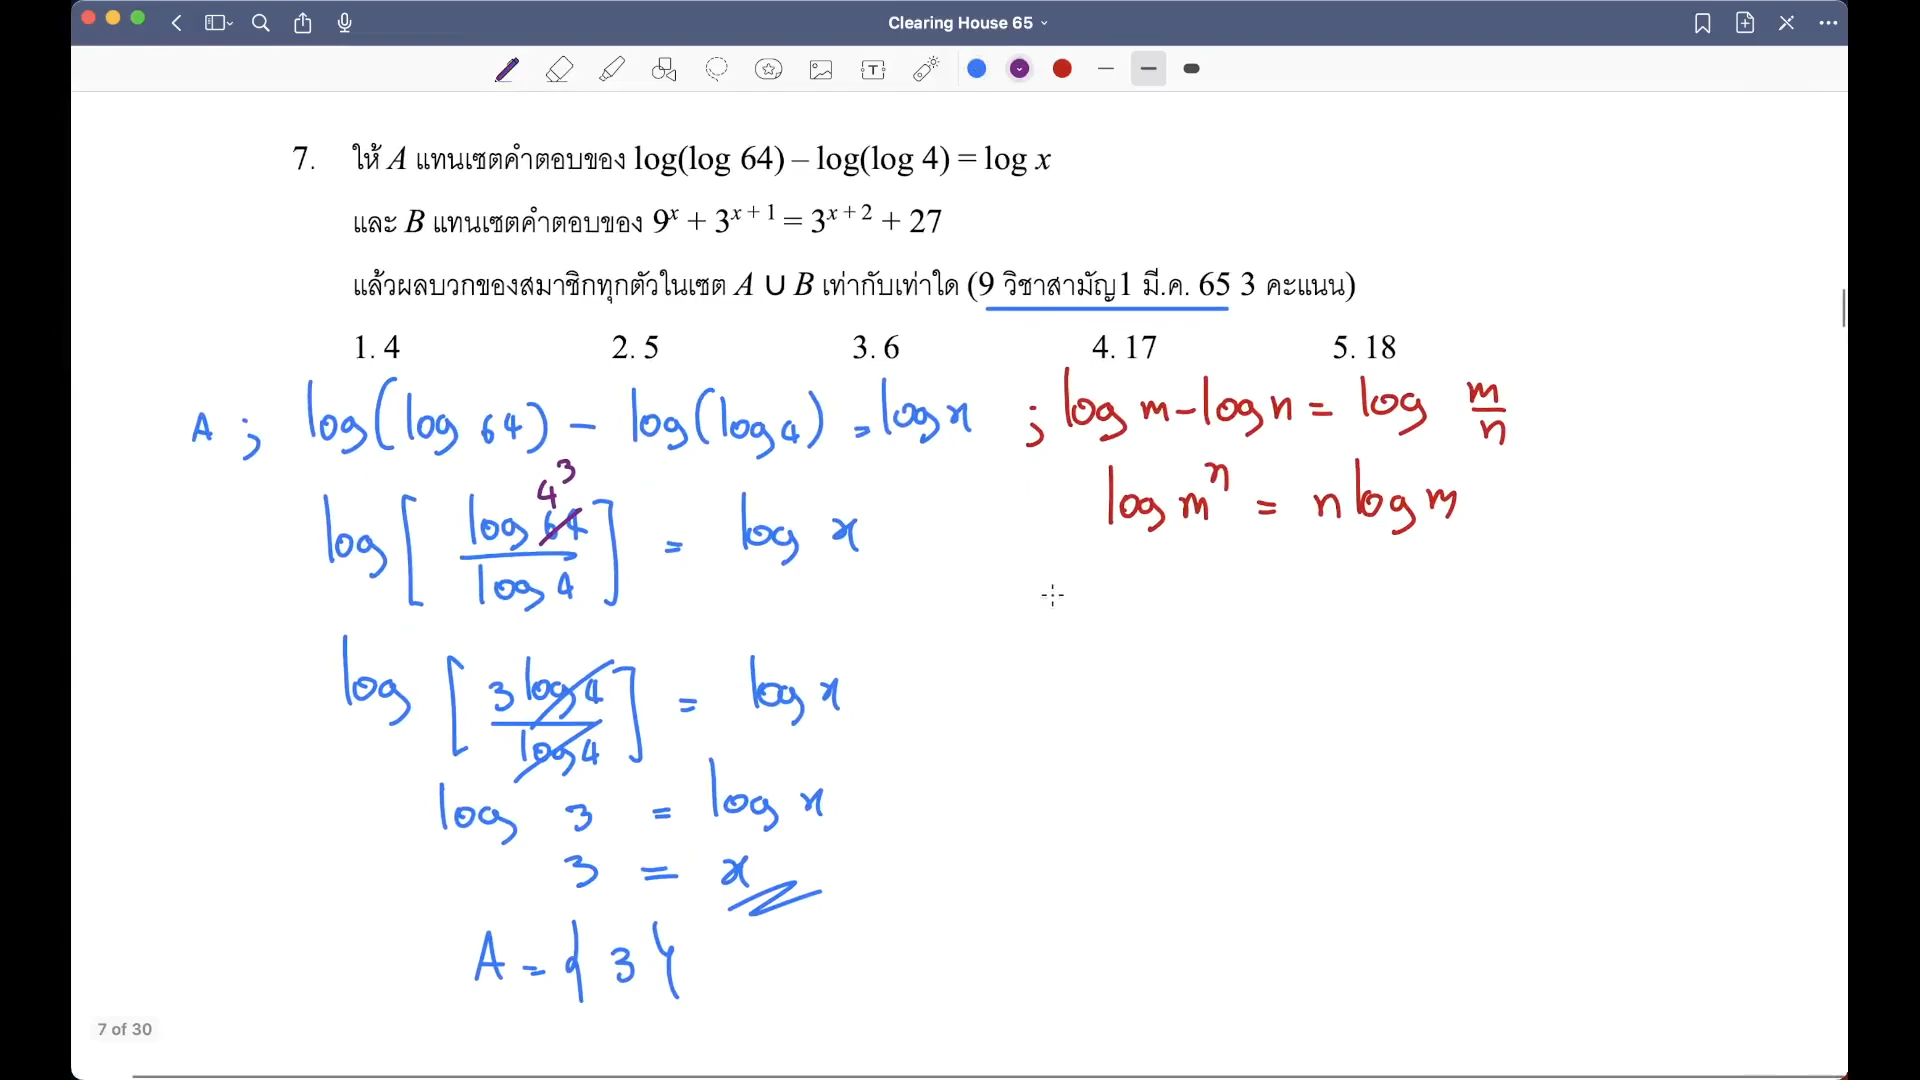 Clearing House 65
7. ให้ A แทนเซตคำตอบของ log(log 64) – log(log 4) = log x
และ B แทนเซตคำตอบของ 9^x + 3^{x + 1} = 3^{x + 2} + 27
แล้วผลบวกของสมาชิกทุกตัวในเซต A ∪ B เท่ากับเท่าใด (9 วิชาสามัญ1 มี.ค. 65 3 คะแนน)
1. 4 2. 5 3. 6 4. 17 5. 18
A ; log(log 64) – log(log 4) = log x ; log m – log n = log m/n
log m^n = n log m
log [ log 64 4^3 / log 4 ] = log x
log [ 3 log 4 / log 4 ] = log x
log 3 = log x
3 = x
A = { 3 }
7 of 30